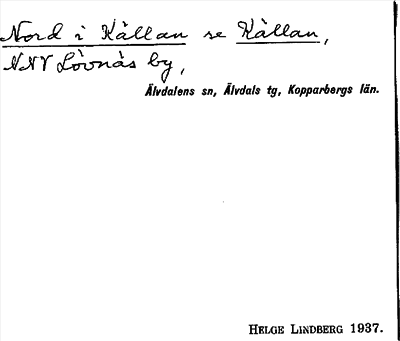 Nord i Källan se Källan,
NNV Lövnäs by,
Älvdalens sn, Älvdals tg, Kopparbergs län.
HELGE LINDBERG 1937.